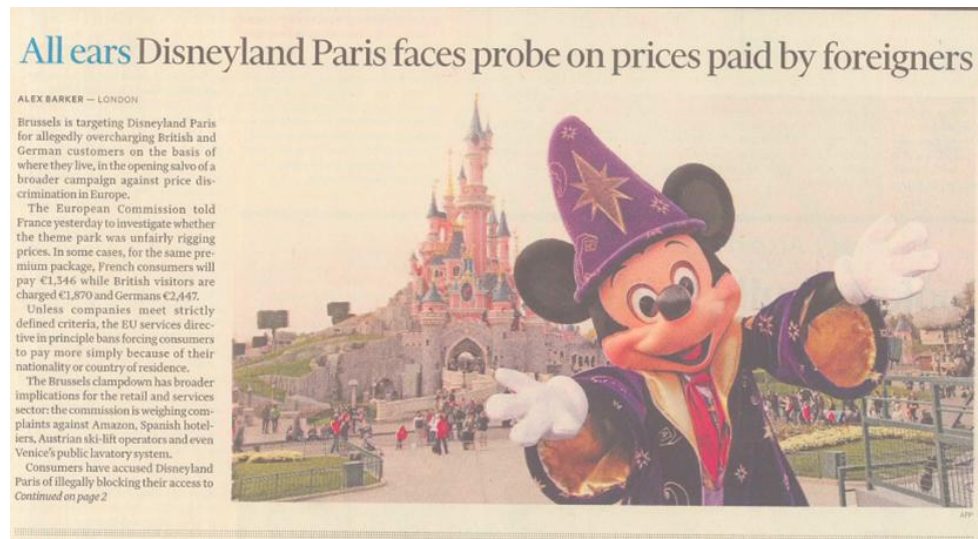 All ears Disneyland Paris faces probe on prices paid by foreigners
ALEX BARKER — LONDON
Brussels is targeting Disneyland Paris
for allegedly overcharging British and
German customers on the basis of
where they live, in the opening salvo of a
broader campaign against price dis-
crimination in Europe.
The European Commission told
France yesterday to investigate whether
the theme park was unfairly rigging
prices. In some cases, for the same pre-
mium package, French consumers will
pay €1,346 while British visitors are
charged €1,870 and Germans €2,447.
Unless companies meet strictly
defined criteria, the EU services direc-
tive in principle bans forcing consumers
to pay more simply because of their
nationality or country of residence.
The Brussels clampdown has broader
implications for the retail and services
sector: the commission is weighing com-
plaints against Amazon, Spanish hotel-
iers, Austrian ski-lift operators and even
Venice's public lavatory system.
Consumers have accused Disneyland
Paris of illegally blocking their access to
Continued on page 2